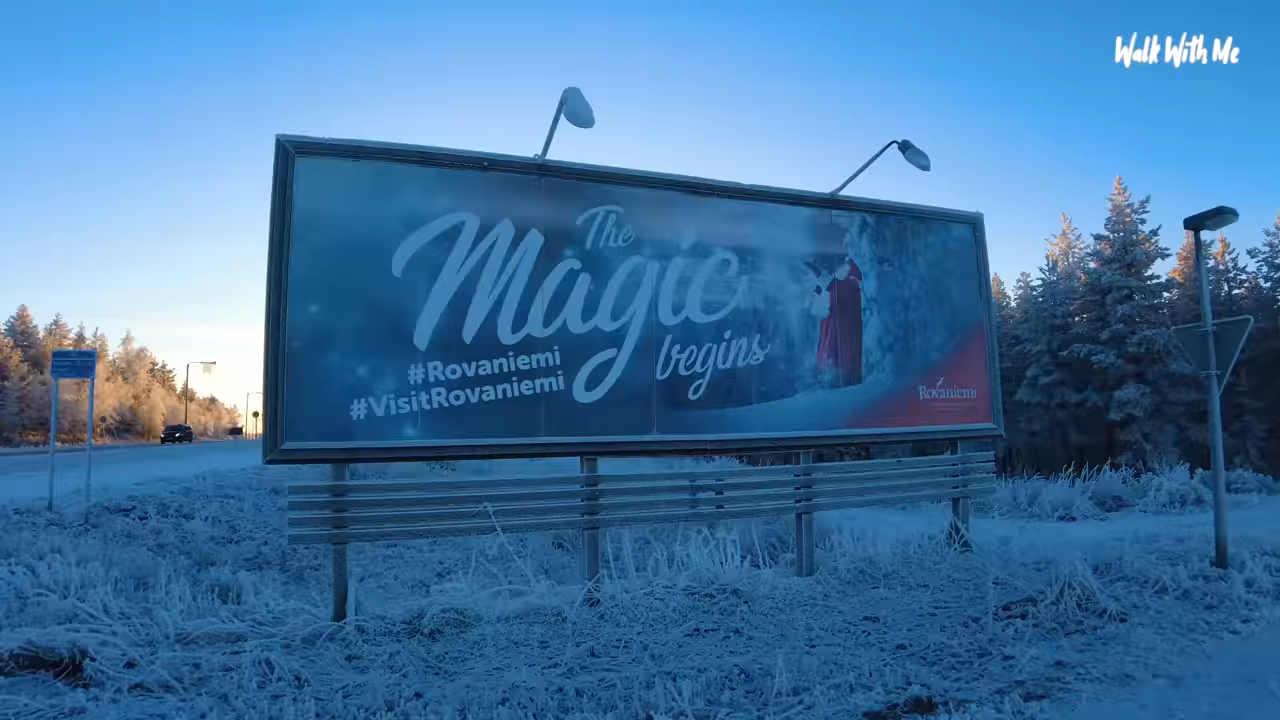 Walk With Me
The
Magic
begins
#Rovaniemi
#VisitRovaniemi
Rovaniemi